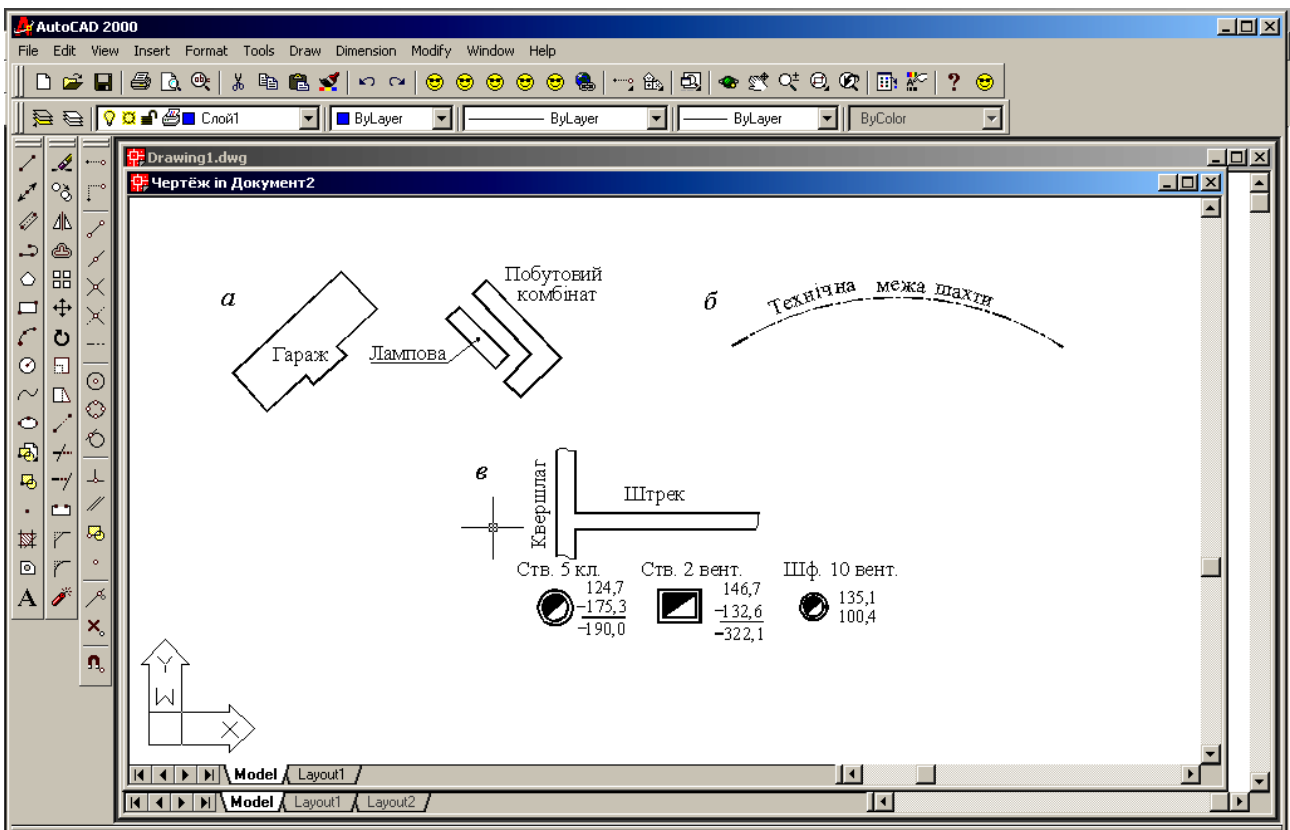 AutoCAD 2000
File Edit View Insert Format Tools Draw Dimension Modify Window Help
Слой1 ByLayer ByLayer ByLayer ByColor
Drawing1.dwg
Чертёж in Документ2
а
Гараж
Лампова
Побутовий
комбінат
б
Технічна межа шахти
в
Квершлаг
Штрек
Ств. 5 кл.
124,7
−175,3
−190,0
Ств. 2 вент.
146,7
−132,6
−322,1
Шф. 10 вент.
135,1
100,4
Y
W
X
Model Layout1
Model Layout1 Layout2